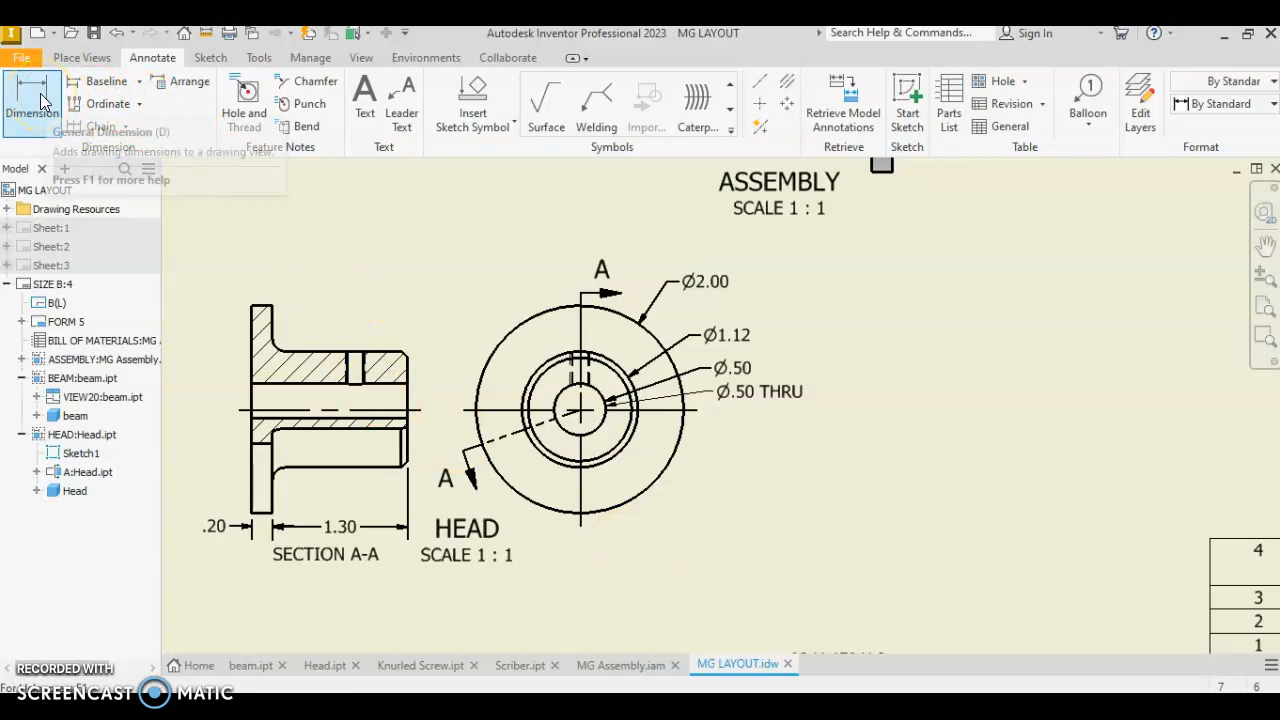 Autodesk Inventor Professional 2023 MG LAYOUT
Search Help & Commands...
Sign In
File
Place Views
Annotate
Sketch
Tools
Manage
View
Environments
Collaborate
Dimension
Baseline
Ordinate
Chain
Arrange
Dimension
General Dimension (D)
Adds drawing dimensions to a drawing view.
Press F1 for more help
Hole and
Thread
Chamfer
Punch
Bend
Feature Notes
Text
Leader
Text
Text
Insert
Sketch Symbol
Surface
Welding
Impor...
Caterp...
Symbols
Retrieve Model
Annotations
Retrieve
Start
Sketch
Sketch
Parts
List
Hole
Revision
General
Table
Balloon
Edit
Layers
By Standar
By Standard
Format
Model
MG LAYOUT
Drawing Resources
Sheet:1
Sheet:2
Sheet:3
SIZE B:4
B(L)
FORM 5
BILL OF MATERIALS:MG
ASSEMBLY:MG Assembly.
BEAM:beam.ipt
VIEW20:beam.ipt
beam
HEAD:Head.ipt
Sketch1
A:Head.ipt
Head
ASSEMBLY
SCALE 1 : 1
A
Ø2.00
Ø1.12
Ø.50
Ø.50 THRU
A
.20
1.30
HEAD
SECTION A-A
SCALE 1 : 1
4
3
2
1
RECORDED WITH
SCREENCAST MATIC
Home
beam.ipt
Head.ipt
Knurled Screw.ipt
Scriber.ipt
MG Assembly.iam
MG LAYOUT.idw
7
6